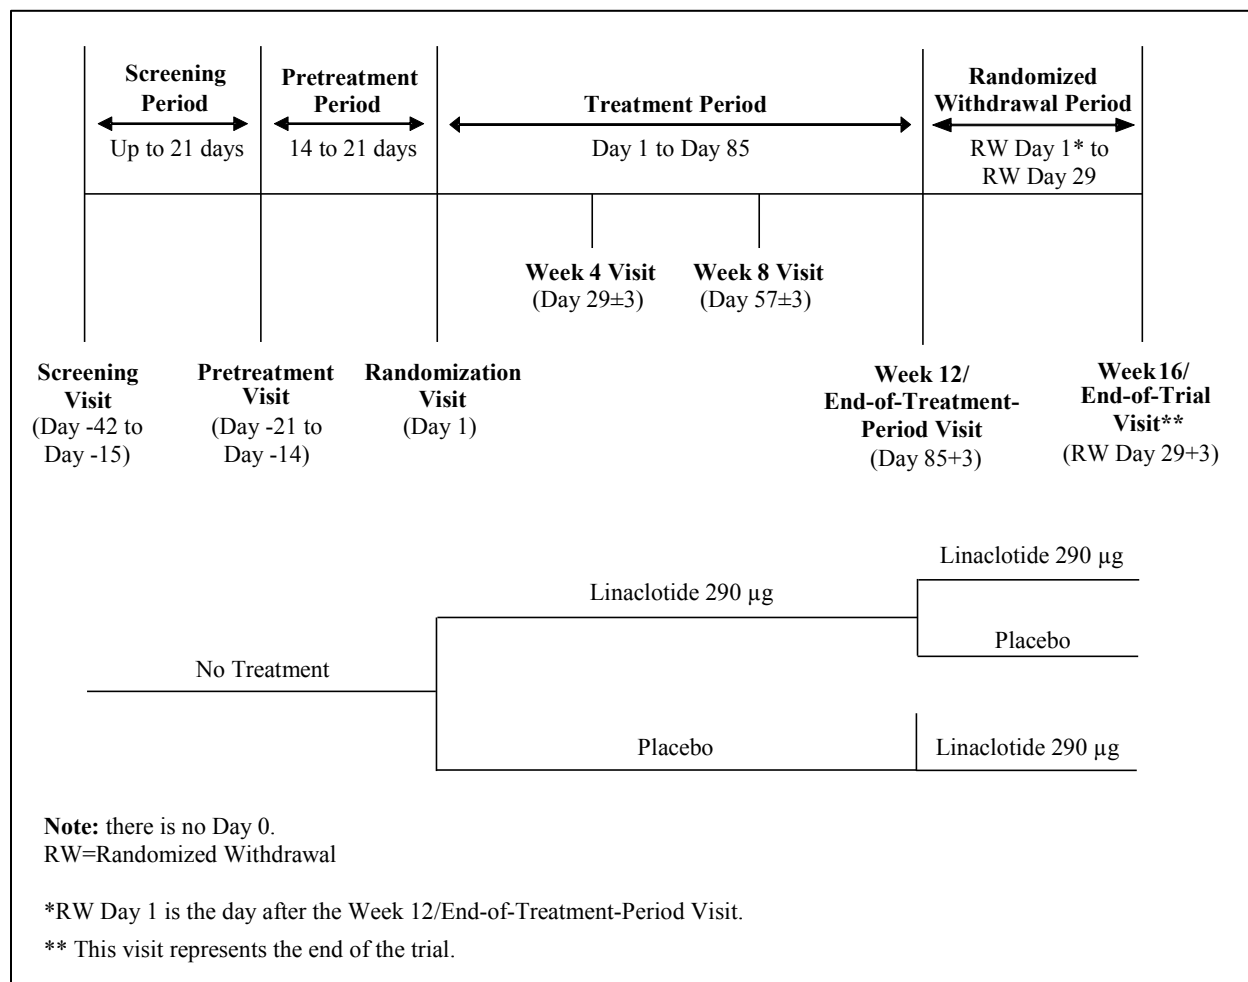 Screening
Period
Up to 21 days
Pretreatment
Period
14 to 21 days
Treatment Period
Day 1 to Day 85
Randomized
Withdrawal Period
RW Day 1* to
RW Day 29
Week 4 Visit
(Day 29±3)
Week 8 Visit
(Day 57±3)
Screening
Visit
(Day -42 to
Day -15)
Pretreatment
Visit
(Day -21 to
Day -14)
Randomization
Visit
(Day 1)
Week 12/
End-of-Treatment-
Period Visit
(Day 85+3)
Week 16/
End-of-Trial
Visit**
(RW Day 29+3)
No Treatment
Linaclotide 290 µg
Placebo
Linaclotide 290 µg
Placebo
Linaclotide 290 µg
Note: there is no Day 0.
RW=Randomized Withdrawal
*RW Day 1 is the day after the Week 12/End-of-Treatment-Period Visit.
** This visit represents the end of the trial.